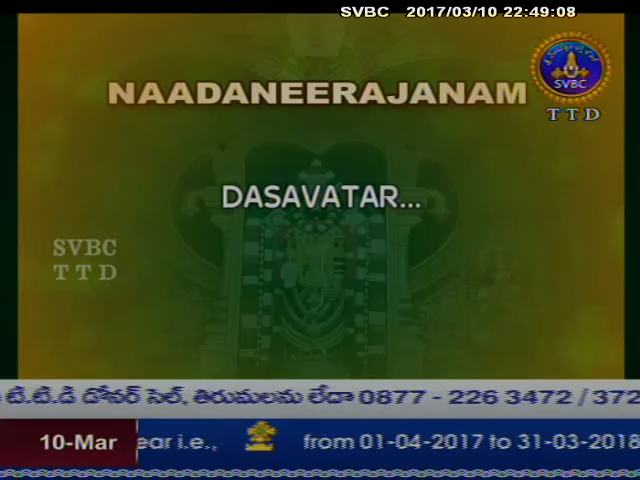 SVBC 2017/03/10 22:49:08
SVBC
TTD
NAADANEERAJANAM
DASAVATAR...
SVBC
TTD
టి.టి.డి డోనర్ సెల్, తిరుమలను లేదా 0877 - 226 3472 / 372
10-Mar ear i.e., from 01-04-2017 to 31-03-2018